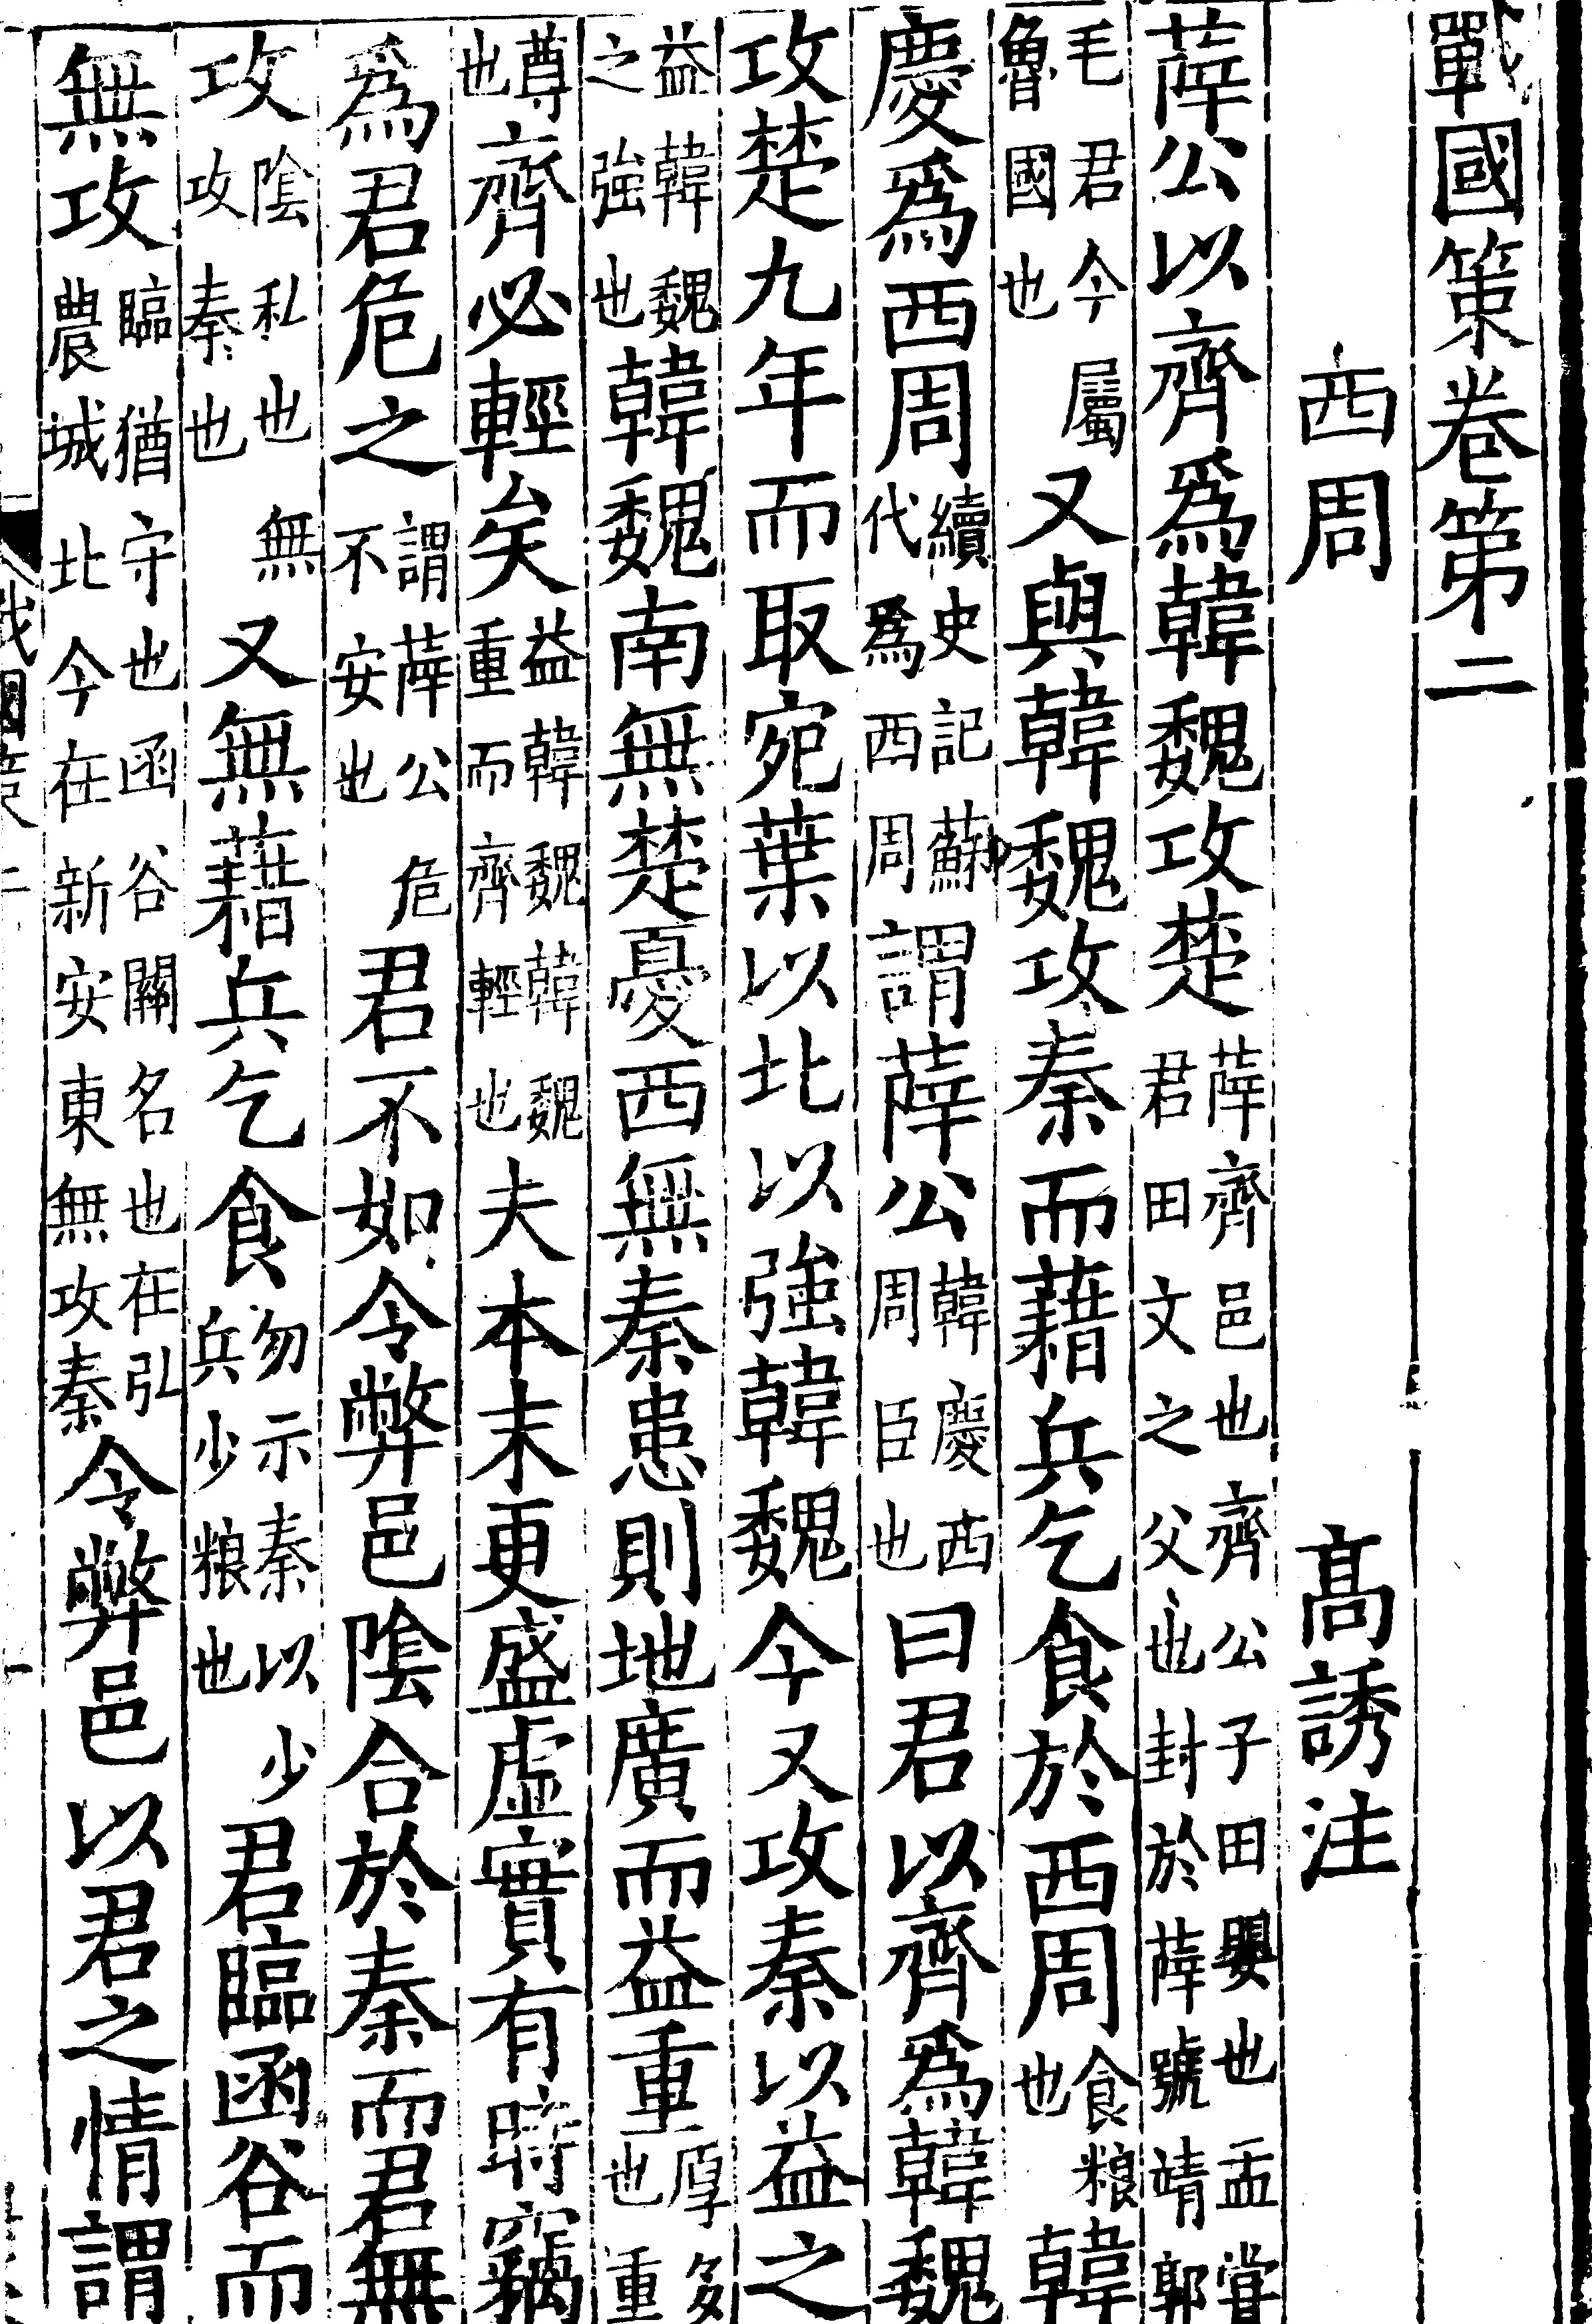 戰國策卷第二
西周　高誘注
薛公以齊爲韓魏攻楚薛齊邑也齊公子田嬰也孟嘗君田文之父也封於薛號靖郭
毛君今屬魯國也又與韓魏攻秦而藉兵乞食於西周食粮也韓
慶爲西周續史記蘇代爲西周謂薛公韓慶西周臣也曰君以齊爲韓魏
攻楚九年而取宛葉以北以強韓魏今又攻秦以益之
益韓魏之強也韓魏南無楚憂西無秦患則地廣而益重厚多也重
尊也齊必輕矣益韓魏韓魏重而齊輕也夫本末更盛虛實有時竊
爲君危之謂薛公危不安也君不如令弊邑隂合於秦而君無
攻隂私也無攻秦也又無藉兵乞食勿示秦以少兵少粮也君臨函谷而
無攻臨猶守也函谷關名也在弘農城北今在新安東無攻秦令弊邑以君之情謂